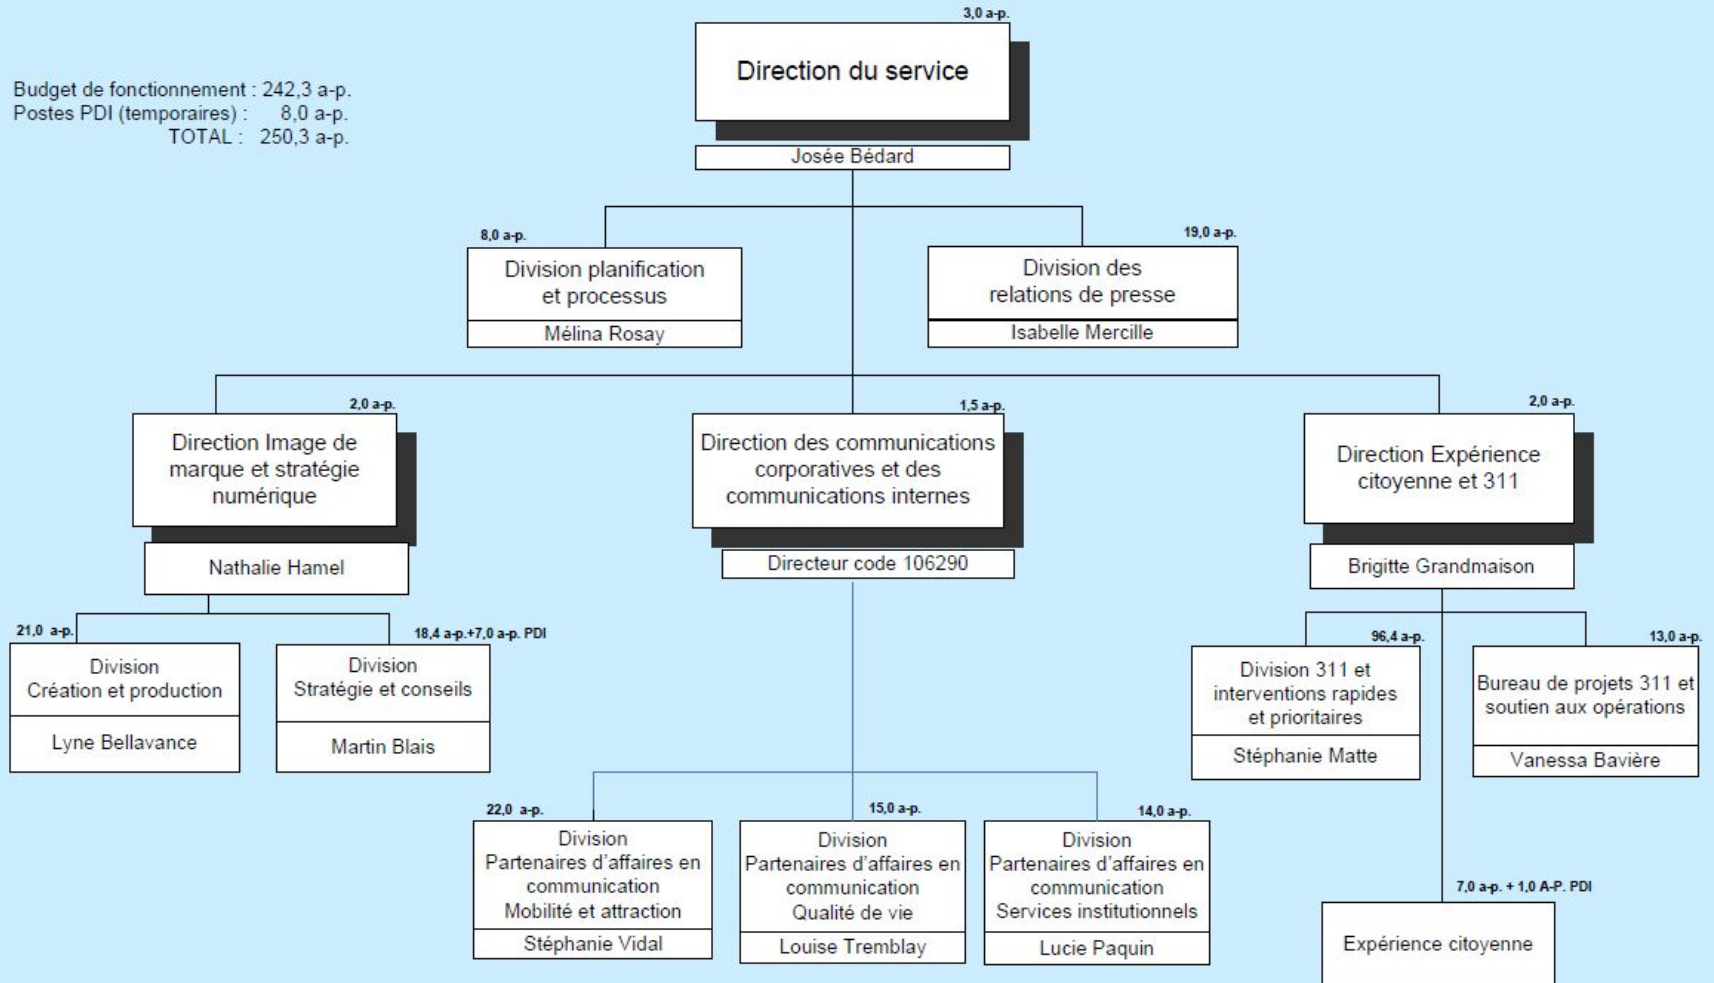 3,0 a-p.
Direction du service
Josée Bédard
Budget de fonctionnement : 242,3 a-p.
Postes PDI (temporaires) : 8,0 a-p.
TOTAL : 250,3 a-p.
8,0 a-p.
Division planification
et processus
Mélina Rosay
19,0 a-p.
Division des
relations de presse
Isabelle Mercille
2,0 a-p.
Direction Image de
marque et stratégie
numérique
Nathalie Hamel
1,5 a-p.
Direction des communications
corporatives et des
communications internes
Directeur code 106290
2,0 a-p.
Direction Expérience
citoyenne et 311
Brigitte Grandmaison
21,0 a-p.
Division
Création et production
Lyne Bellavance
18,4 a-p.+7,0 a-p. PDI
Division
Stratégie et conseils
Martin Blais
96,4 a-p.
Division 311 et
interventions rapides
et prioritaires
Stéphanie Matte
13,0 a-p.
Bureau de projets 311 et
soutien aux opérations
Vanessa Bavière
22,0 a-p.
Division
Partenaires d'affaires en
communication
Mobilité et attraction
Stéphanie Vidal
15,0 a-p.
Division
Partenaires d'affaires en
communication
Qualité de vie
Louise Tremblay
14,0 a-p.
Division
Partenaires d'affaires en
communication
Services institutionnels
Lucie Paquin
7,0 a-p. + 1,0 A-P. PDI
Expérience citoyenne